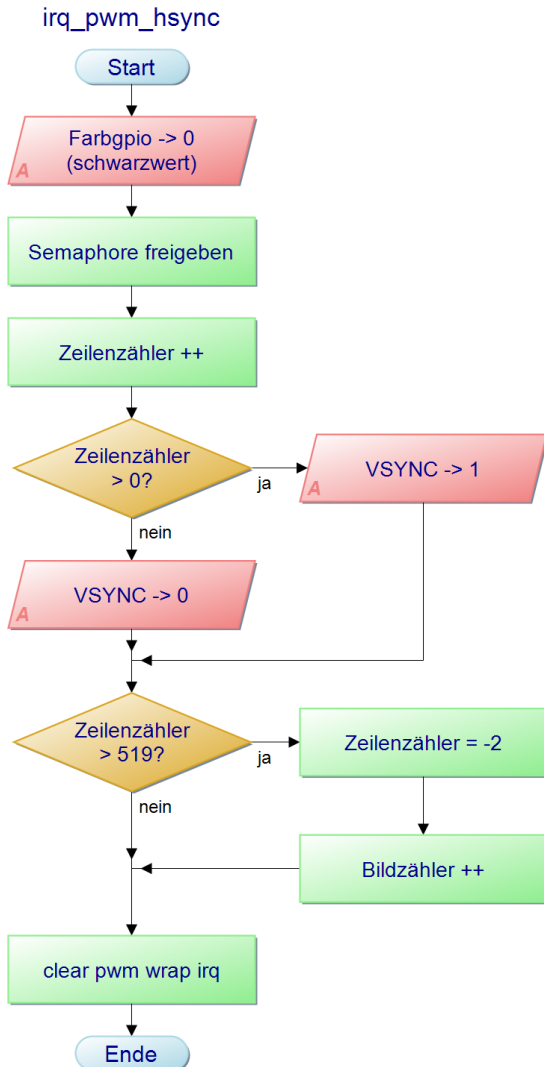 irq_pwm_hsync
Start
Farbgpio -> 0
(schwarzwert)
A
Semaphore freigeben
Zeilenzähler ++
Zeilenzähler
> 0?
ja
VSYNC -> 1
A
nein
VSYNC -> 0
A
Zeilenzähler
> 519?
ja
Zeilenzähler = -2
nein
Bildzähler ++
clear pwm wrap irq
Ende